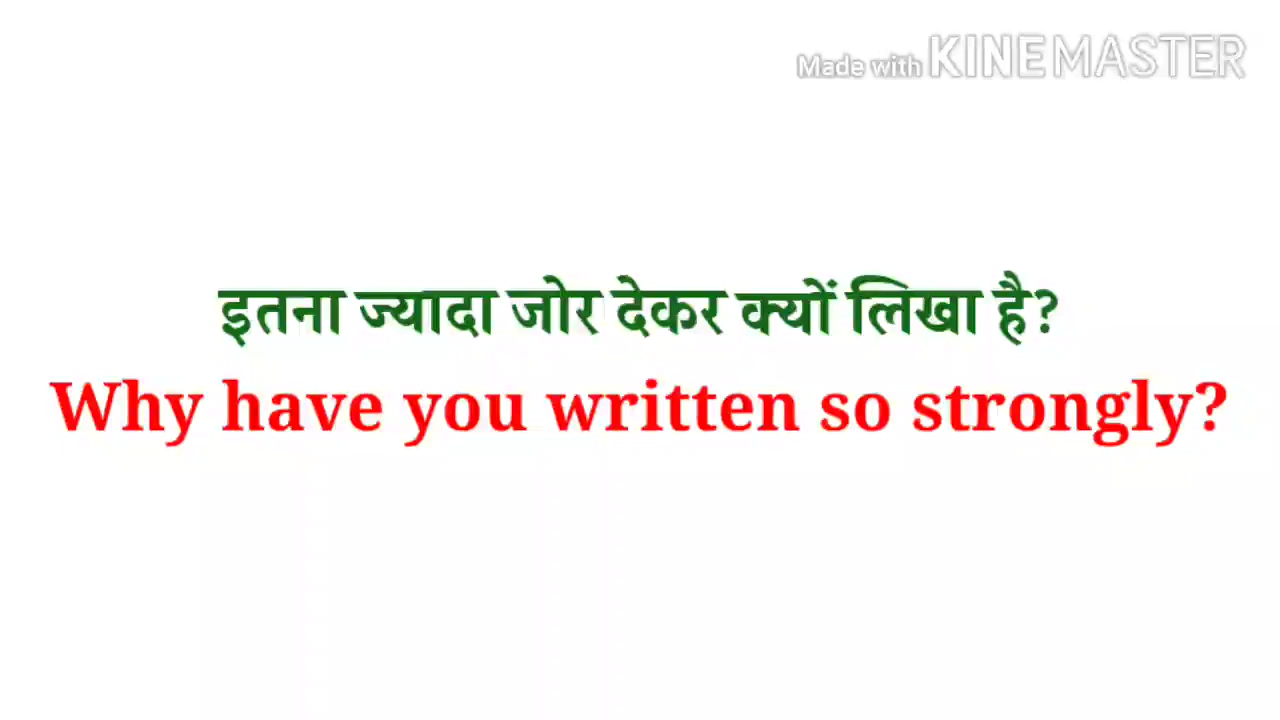 Made with KINEMASTER
इतना ज्यादा जोर देकर क्यों लिखा है?
Why have you written so strongly?